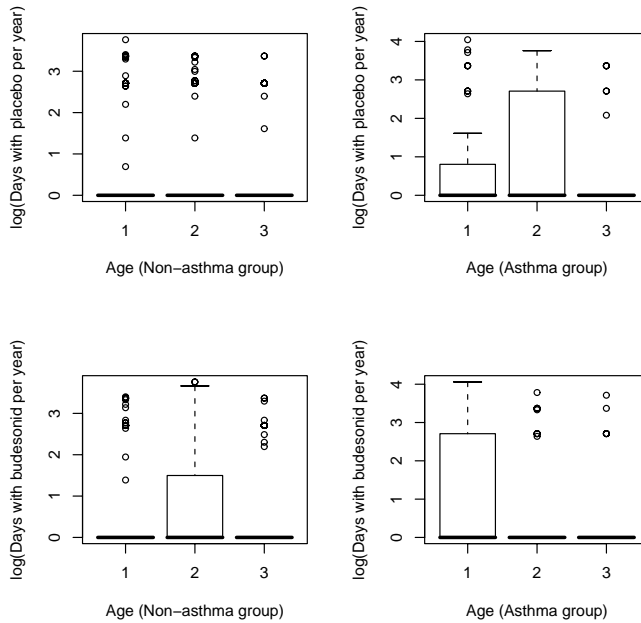 log(Days with placebo per year)
3
2
1
0
1 2 3
Age (Non−asthma group)
log(Days with placebo per year)
4
3
2
1
0
1 2 3
Age (Asthma group)
log(Days with budesonid per year)
3
2
1
0
1 2 3
Age (Non−asthma group)
log(Days with budesonid per year)
4
3
2
1
0
1 2 3
Age (Asthma group)